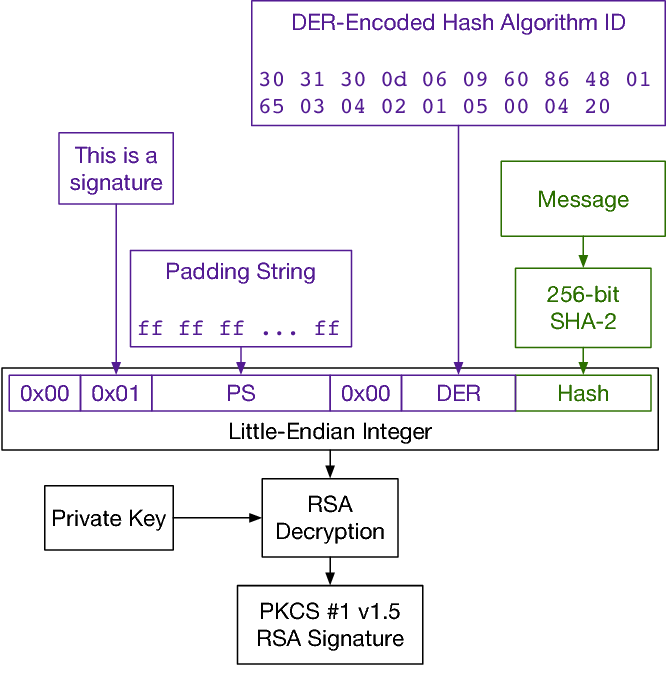 DER-Encoded Hash Algorithm ID
30 31 30 0d 06 09 60 86 48 01
65 03 04 02 01 05 00 04 20
This is a
signature
Message
Padding String
ff ff ff ... ff
256-bit
SHA-2
0x00 0x01 PS 0x00 DER Hash
Little-Endian Integer
Private Key
RSA
Decryption
PKCS #1 v1.5
RSA Signature